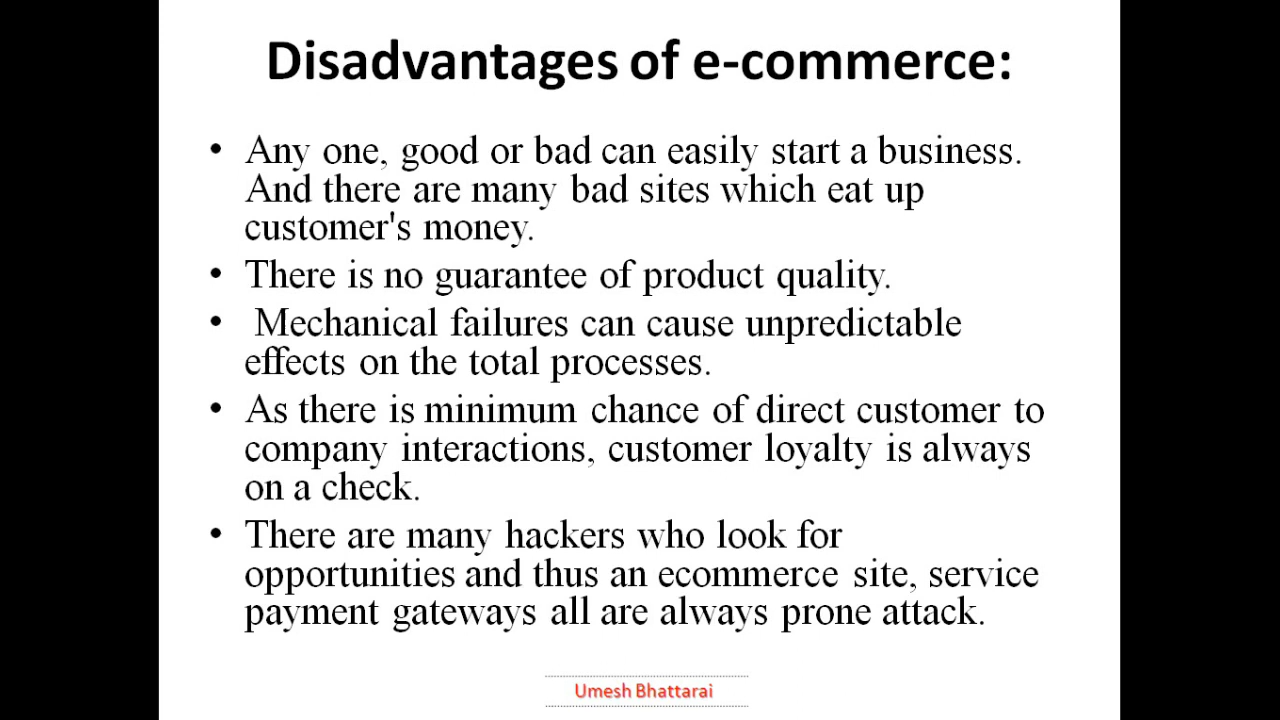 Disadvantages of e-commerce:
• Any one, good or bad can easily start a business.
And there are many bad sites which eat up
customer's money.
• There is no guarantee of product quality.
• Mechanical failures can cause unpredictable
effects on the total processes.
• As there is minimum chance of direct customer to
company interactions, customer loyalty is always
on a check.
• There are many hackers who look for
opportunities and thus an ecommerce site, service
payment gateways all are always prone attack.
Umesh Bhattarai